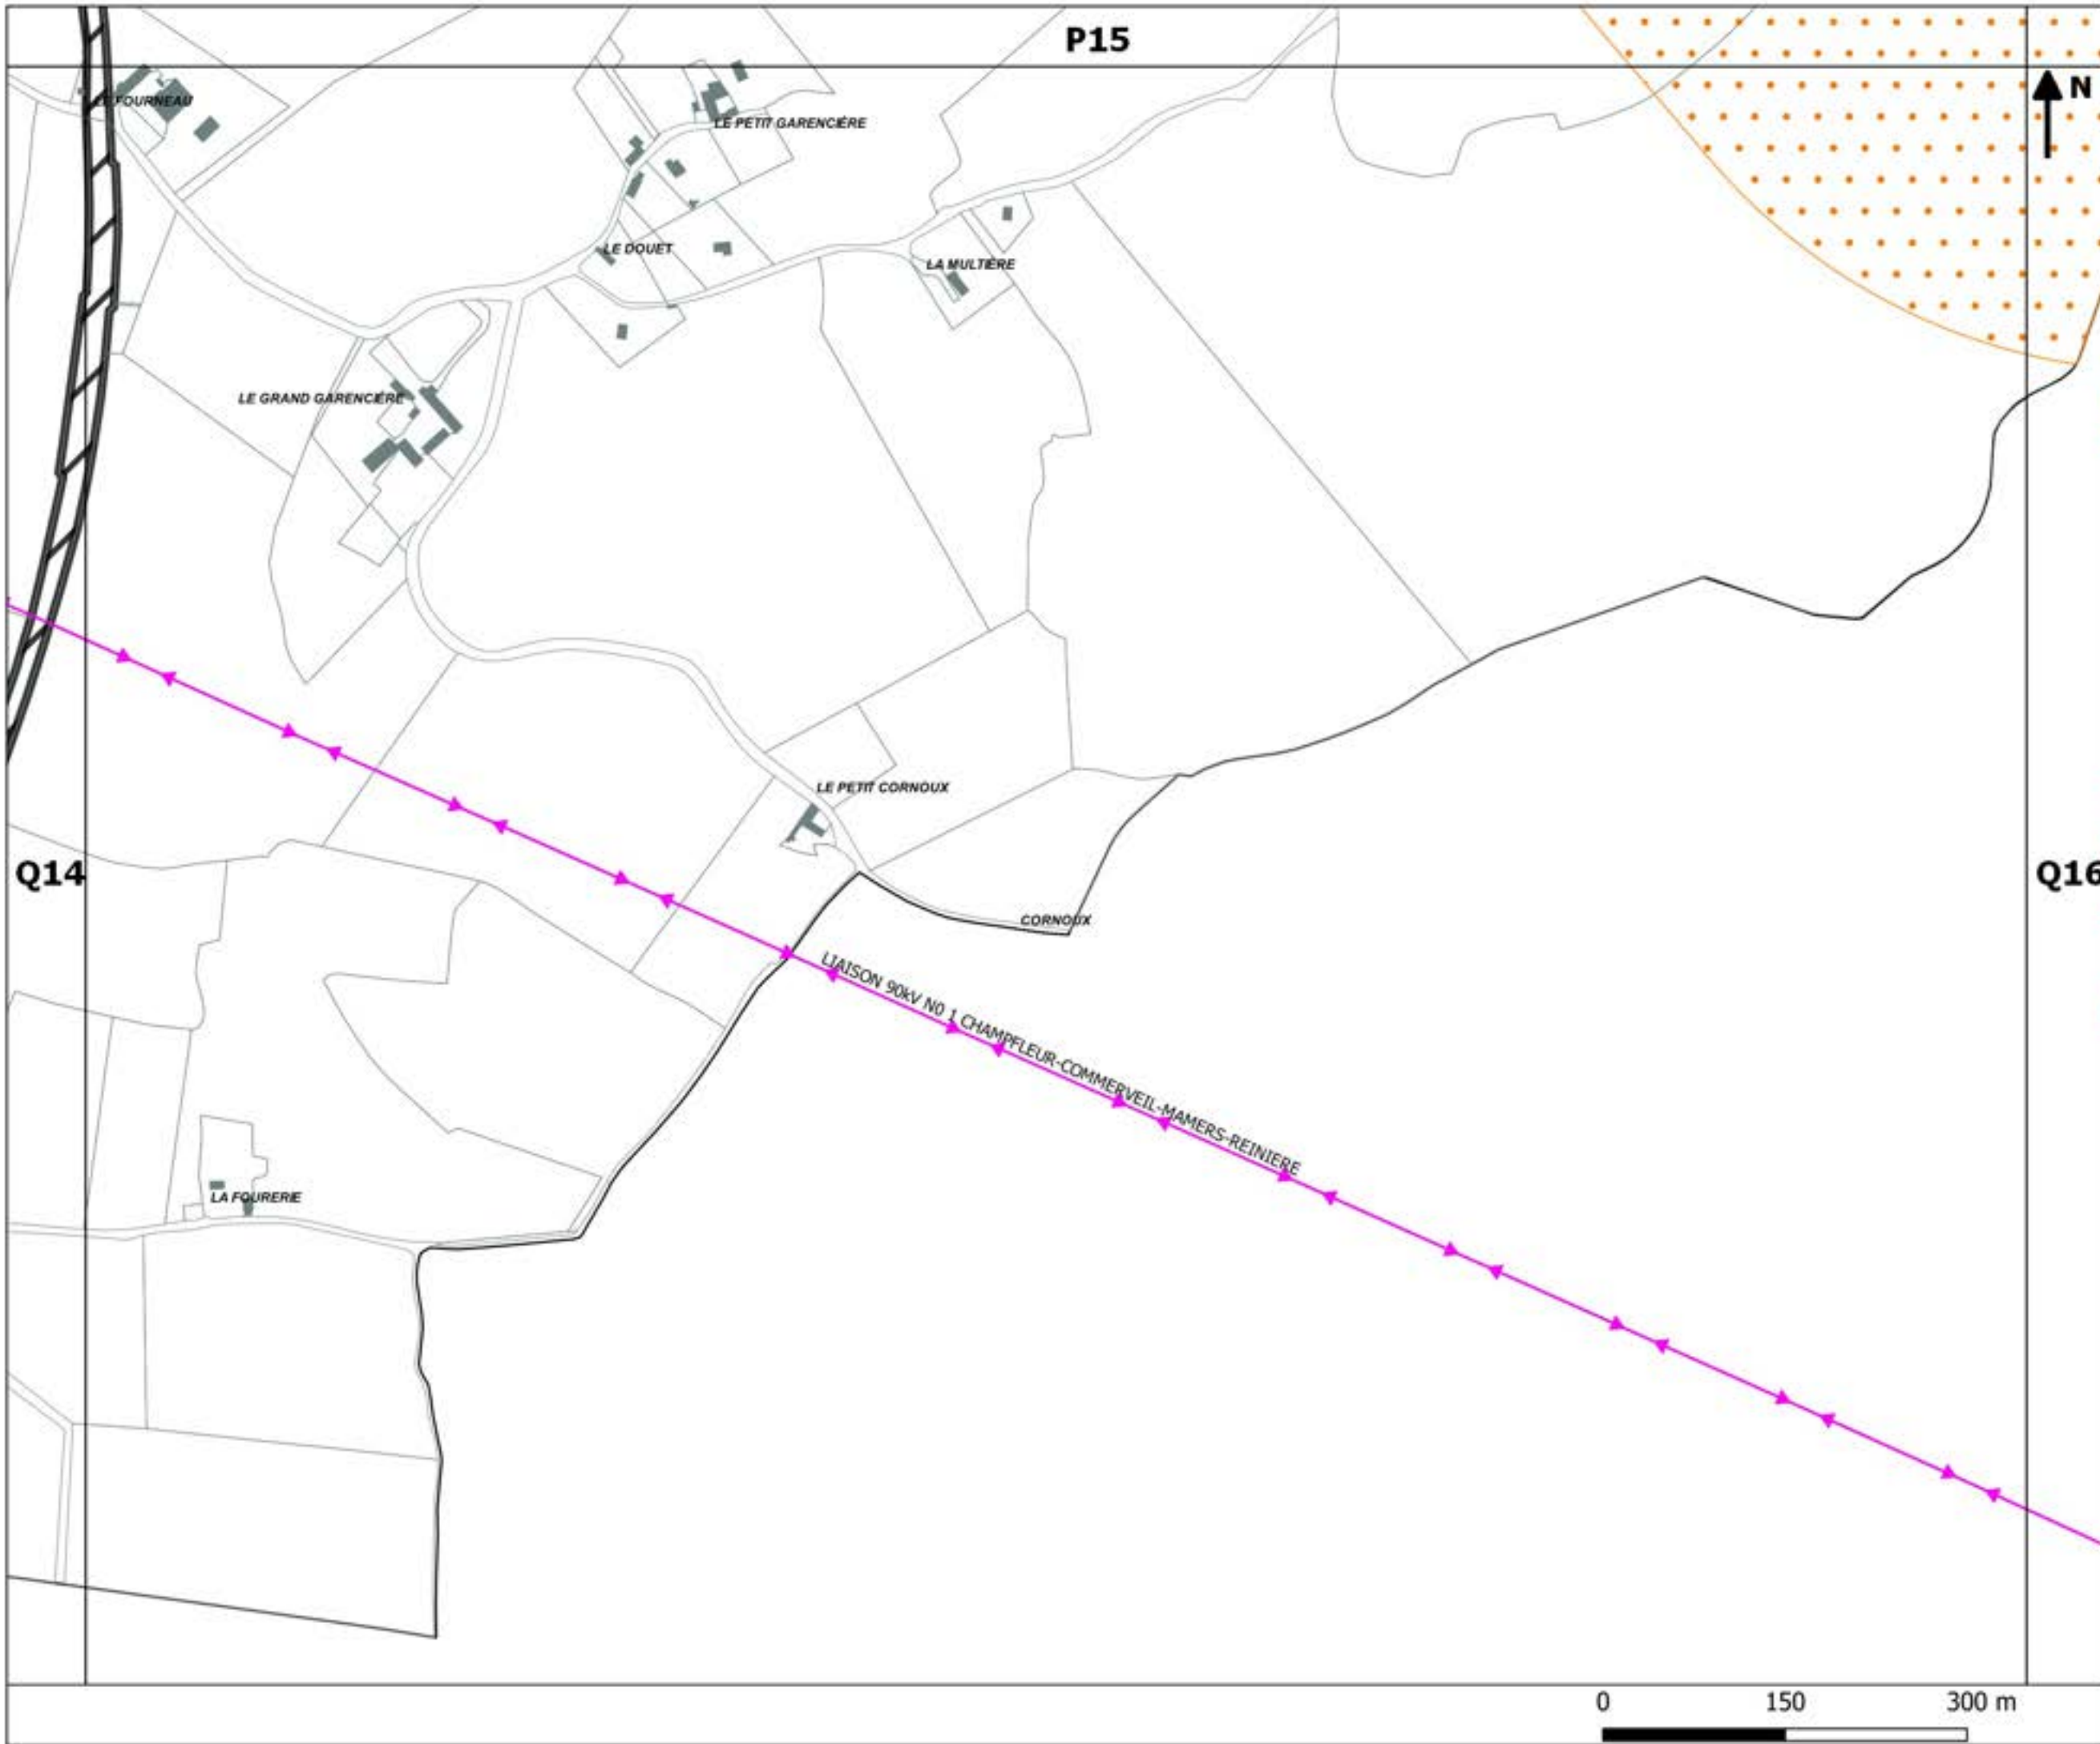 P15
N
LE FOURNEAU
LE PETIT GARENCIÈRE
LE DOUET
LA MULTIÈRE
LE GRAND GARENCIÈRE
LE PETIT CORNOUX
Q14
Q16
CORNOUX
LIAISON 90kV N0 1 CHAMPFLEUR-COMMERVEIL-MAMERS-REINIERE
LA FOURERIE
0 150 300 m